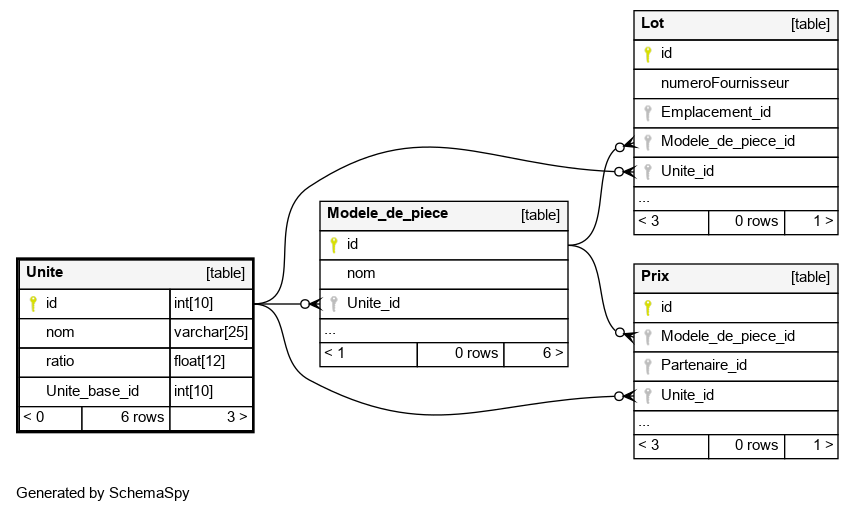 Lot [table]
id
numeroFournisseur
Emplacement_id
Modele_de_piece_id
Unite_id
...
< 3 0 rows 1 >
Modele_de_piece [table]
id
nom
Unite_id
...
< 1 0 rows 6 >
Unite [table]
id int[10]
nom varchar[25]
ratio float[12]
Unite_base_id int[10]
< 0 6 rows 3 >
Prix [table]
id
Modele_de_piece_id
Partenaire_id
Unite_id
...
< 3 0 rows 1 >
Generated by SchemaSpy